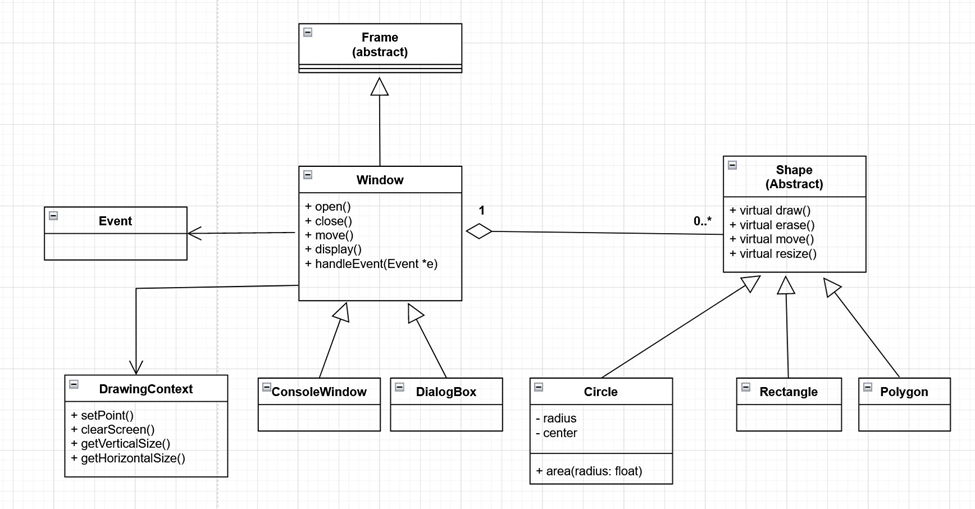 Frame
(abstract)
Window
+ open()
+ close()
+ move()
+ display()
+ handleEvent(Event *e)
Event
1
0..*
Shape
(Abstract)
+ virtual draw()
+ virtual erase()
+ virtual move()
+ virtual resize()
DrawingContext
+ setPoint()
+ clearScreen()
+ getVerticalSize()
+ getHorizontalSize()
ConsoleWindow
DialogBox
Circle
- radius
- center
+ area(radius: float)
Rectangle
Polygon